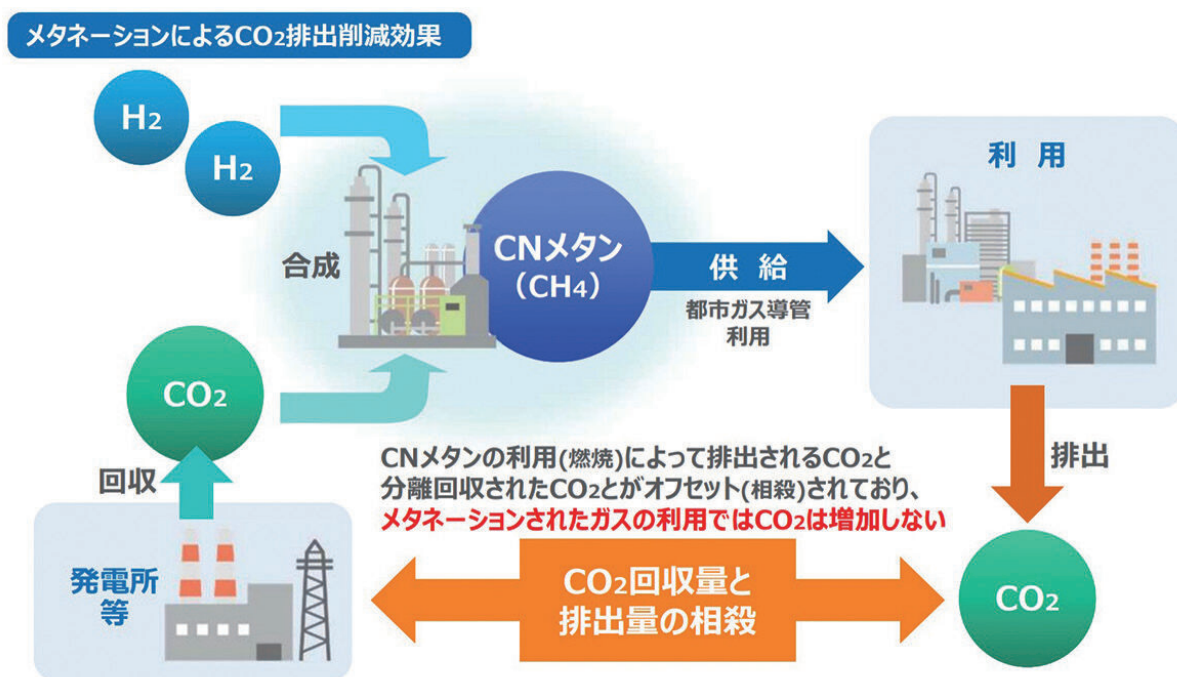 メタネーションによるCO₂排出削減効果
H₂
H₂
合成
CNメタン
（CH₄）
供 給
都市ガス導管
利用
利 用
CO₂
回収
発電所
等
CNメタンの利用(燃焼)によって排出されるCO₂と
分離回収されたCO₂とがオフセット(相殺)されており、
メタネーションされたガスの利用ではCO₂は増加しない
排出
CO₂回収量と
排出量の相殺
CO₂